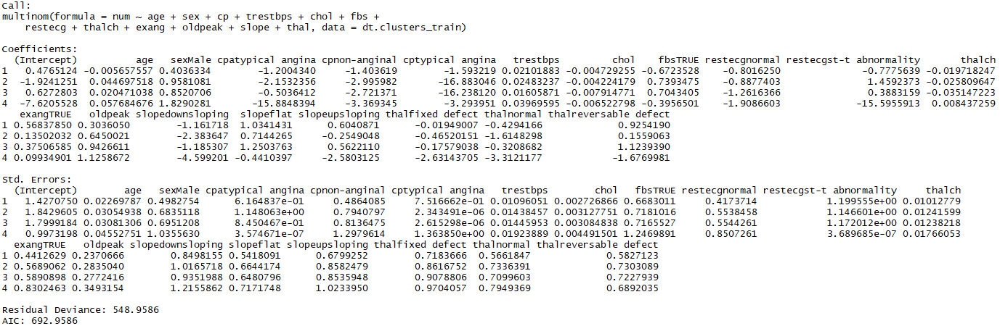 Call:
multinom(formula = num ~ age + sex + cp + trestbps + chol + fbs +
    restecg + thalch + exang + oldpeak + slope + thal, data = dt.clusters_train)

Coefficients:
  (Intercept)          age   sexMale cpatypical angina cpnon-anginal cptypical angina   trestbps         chol    fbsTRUE restecgnormal restecgst-t abnormality       thalch
1   0.4765124 -0.005657557 0.4036334        -1.2004340     -1.403619        -1.593219 0.02101883 -0.004729255 -0.6723528    -0.8016250              -0.7775639 -0.019718247
2  -1.9241251  0.044697518 0.9581081        -2.1532356     -2.995982       -16.883046 0.02483237 -0.004224179  0.7393475    -0.8877403               1.4592373 -0.025809647
3   0.6272803  0.020471038 0.8520706        -0.5036412     -2.721371       -16.238120 0.01605871 -0.007914771  0.7043405    -1.2616366               0.3883159 -0.035147223
4  -7.6205528  0.057684676 1.8290281       -15.8848394     -3.369345        -3.293951 0.03969595 -0.006522798 -0.3956501    -1.9086603             -15.5955913  0.008437259
   exangTRUE   oldpeak slopedownsloping  slopeflat slopeupsloping thalfixed defect thalnormal thalreversable defect
1 0.56837850 0.3036050        -1.161718  1.0341431      0.6040871      -0.01949007 -0.4294166             0.9254190
2 0.13502032 0.6450021        -2.383647  0.7144265     -0.2549048      -0.46520151 -1.6148298             0.1559063
3 0.37506585 0.9426611        -1.185307  1.2503763      0.5622110      -0.17579038 -0.3208682             1.1239390
4 0.09934901 1.1258672        -4.599201 -0.4410397     -2.5803125      -2.63143705 -3.3121177            -1.6769981

Std. Errors:
  (Intercept)        age   sexMale cpatypical angina cpnon-anginal cptypical angina   trestbps        chol   fbsTRUE restecgnormal restecgst-t abnormality     thalch
1   1.4270750 0.02269787 0.4982754      6.164837e-01     0.4864085     7.516662e-01 0.01096051 0.002726866 0.6683011     0.4173714            1.199555e+00 0.01012779
2   1.8429605 0.03054938 0.6835118      1.148063e+00     0.7940797     2.343491e-06 0.01438457 0.003127751 0.7181016     0.5538458            1.146601e+00 0.01241599
3   1.7999184 0.03081306 0.6951208      8.450467e-01     0.8136475     2.615298e-06 0.01445953 0.003084838 0.7165527     0.5544261            1.172012e+00 0.01238218
4   0.9973198 0.04552751 1.0355630      3.574671e-07     1.2979614     1.363850e+00 0.01923889 0.004491501 1.2469891     0.8507261            3.689685e-07 0.01766053
  exangTRUE   oldpeak slopedownsloping slopeflat slopeupsloping thalfixed defect thalnormal thalreversable defect
1 0.4412629 0.2370666        0.8498155 0.5418091      0.6799252        0.7183666  0.5661847             0.5827123
2 0.5689062 0.2835040        1.0165718 0.6644174      0.8582479        0.8616752  0.7336391             0.7303089
3 0.5890898 0.2772416        0.9351988 0.6480796      0.8535948        0.9078806  0.7099603             0.7227939
4 0.8302463 0.3493154        1.2155862 0.7171748      1.0233950        0.9704057  0.7949369             0.6892035

Residual Deviance: 548.9586
AIC: 692.9586